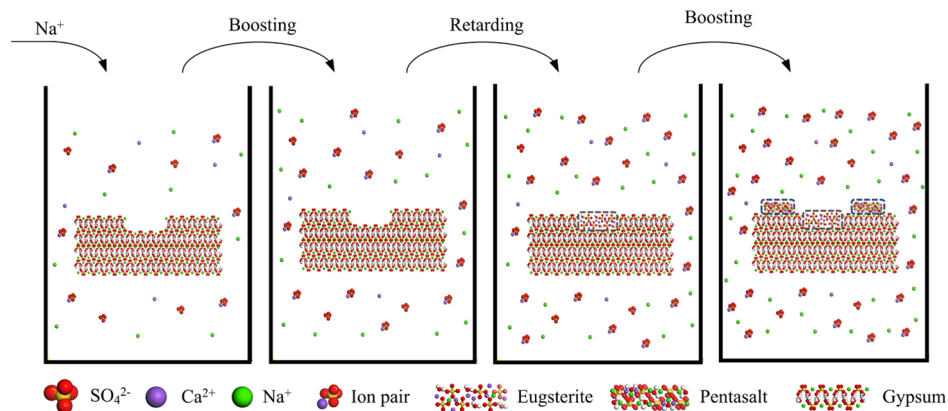 Na⁺
Boosting
Retarding
Boosting
SO₄²⁻
Ca²⁺
Na⁺
Ion pair
Eugsterite
Pentasalt
Gypsum